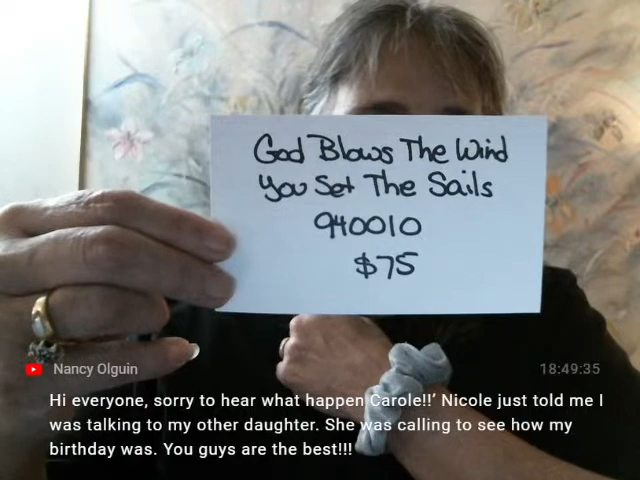 God Blows The Wind
You Set The Sails
940010
$75
Nancy Olguin
18:49:35
Hi everyone, sorry to hear what happen Carole!!‘ Nicole just told me I
was talking to my other daughter. She was calling to see how my
birthday was. You guys are the best!!!